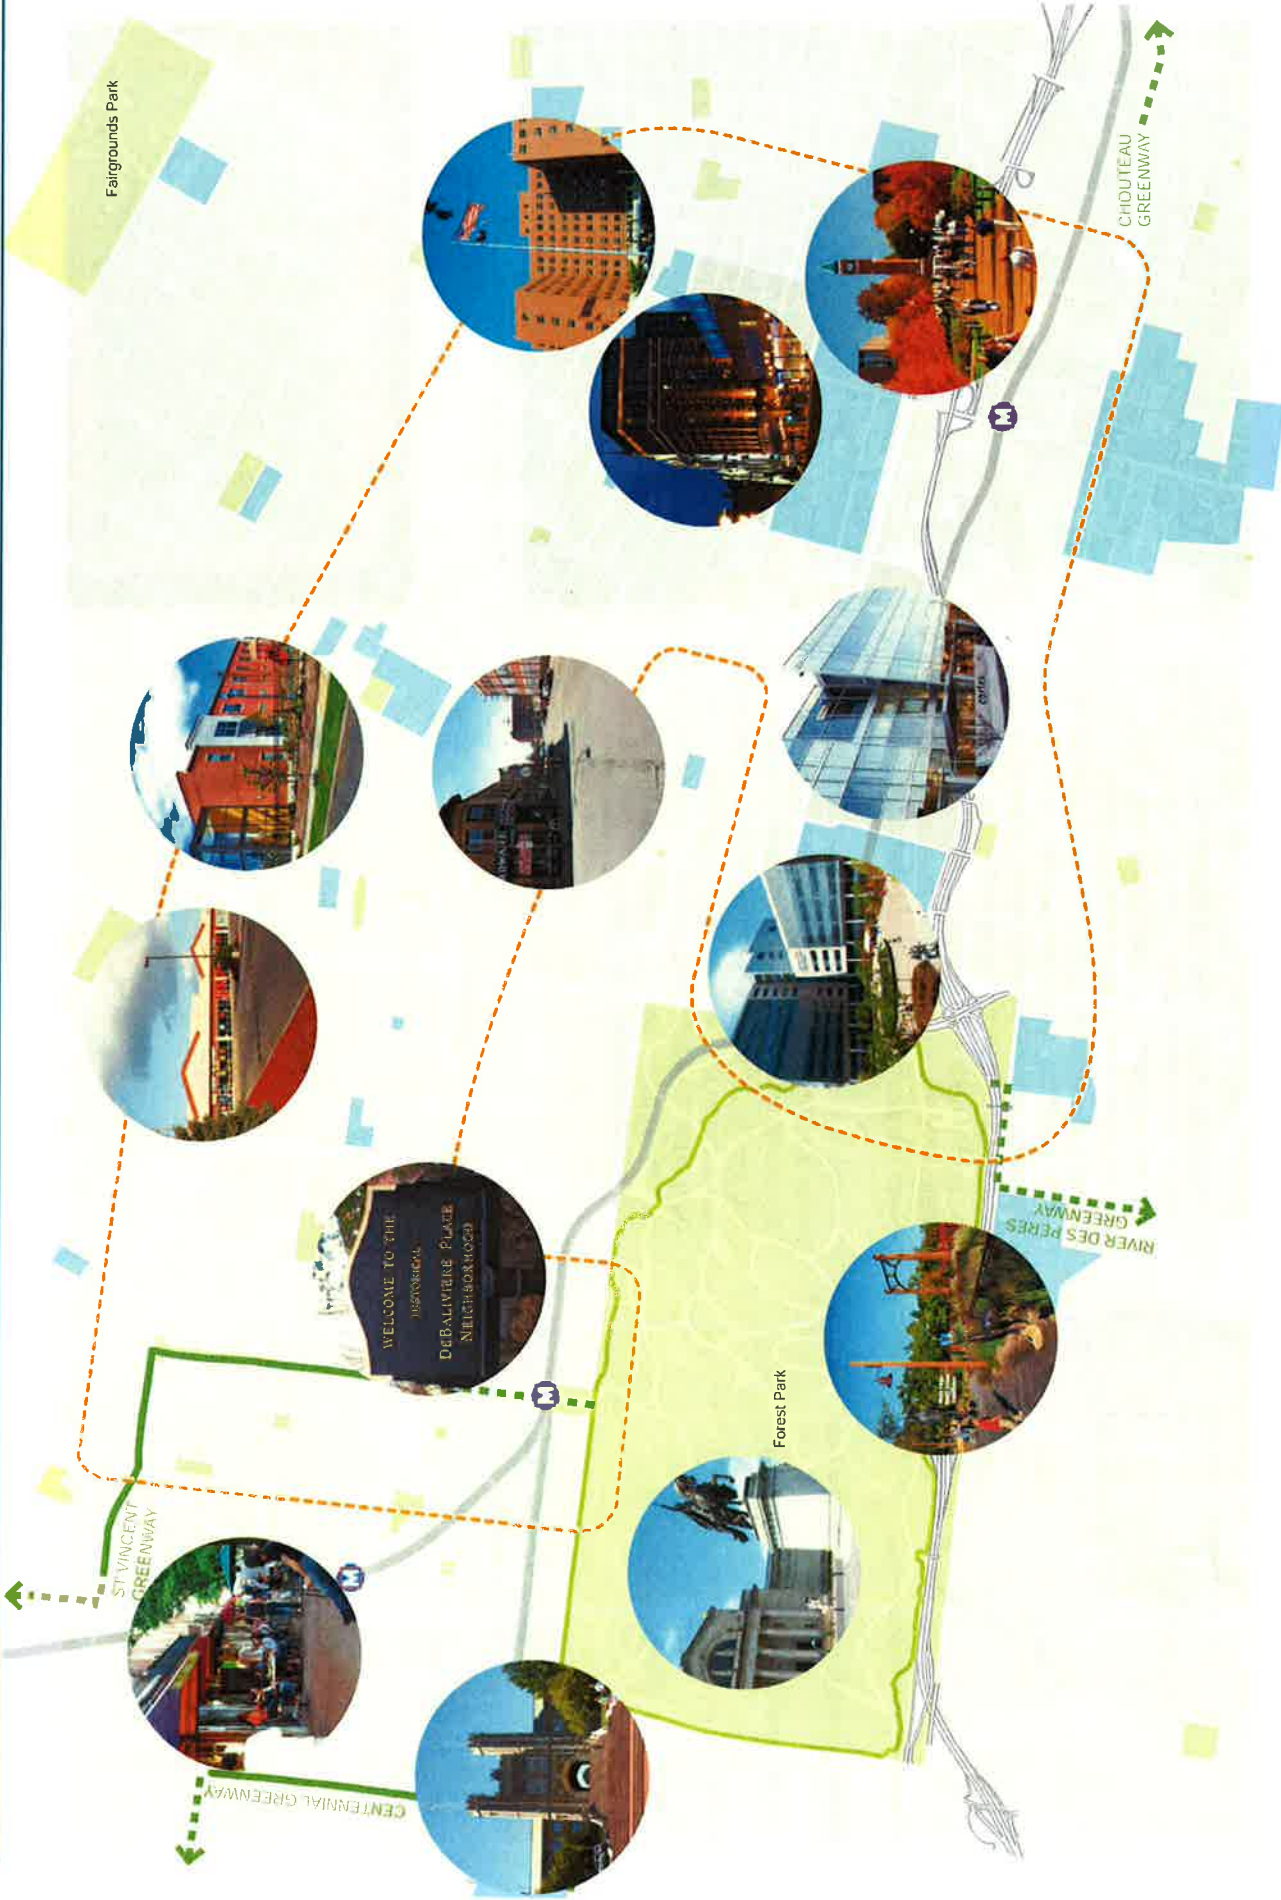 Fairgrounds Park
CHOUTEAU
GREENWAY
M
WELCOME TO THE
HISTORICAL
DEBALIVIERE PLACE
NEIGHBORHOOD
M
Forest Park
RIVER DES PERES
GREENWAY
ST VINCENT
GREENWAY
M
CENTENNIAL GREENWAY